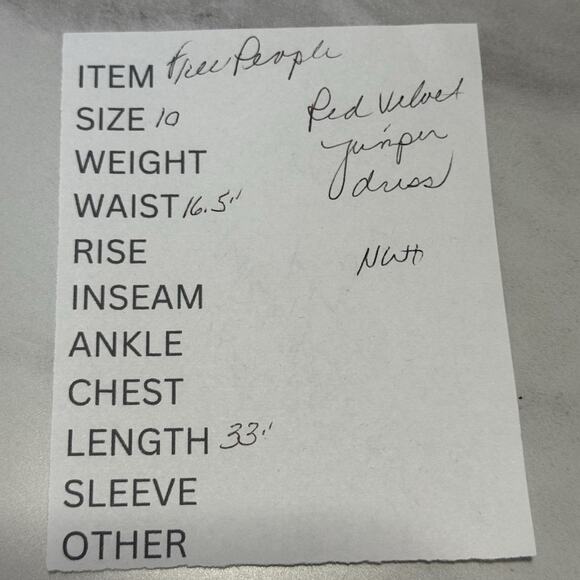 ITEM Free People
SIZE 10
Red Velvet
WEIGHT
Jumper
dress
WAIST 16.5"
RISE
NWT
INSEAM
ANKLE
CHEST
LENGTH 33"
SLEEVE
OTHER